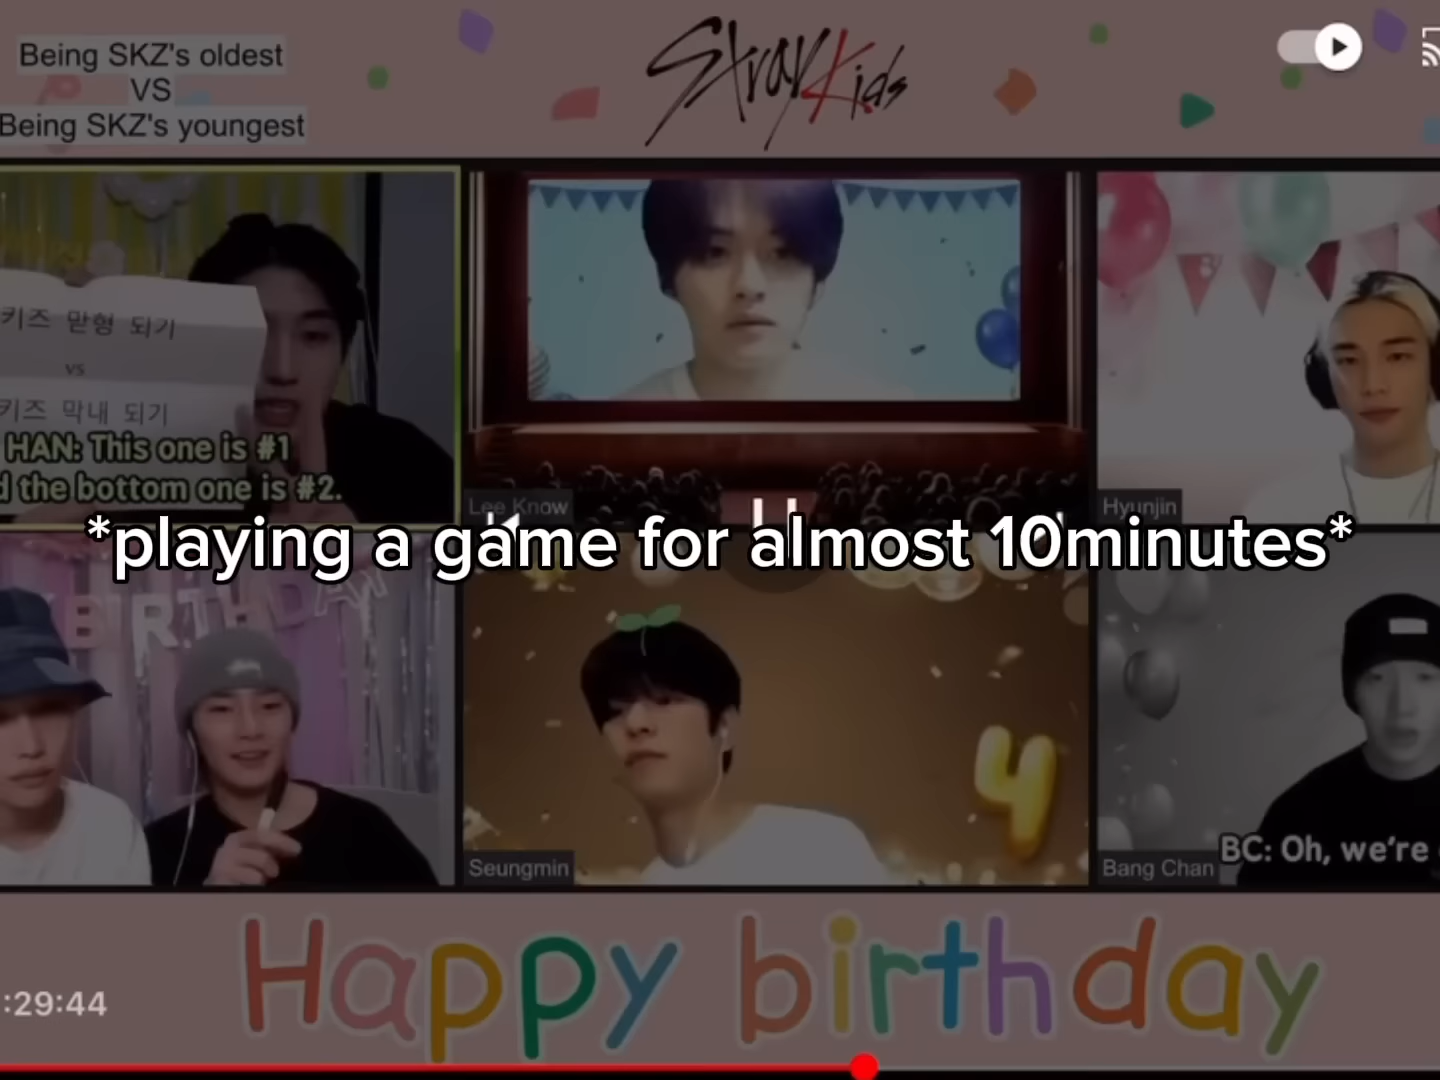 Being SKZ's oldest
VS
Being SKZ's youngest
Stray Kids
키즈 맏형 되기
vs
키즈 막내 되기
HAN: This one is #1
d the bottom one is #2.
Lee Know
Hyunjin
*playing a game for almost 10minutes*
BIRTHDAY
Seungmin
4
Bang Chan
BC: Oh, we're
:29:44
Happy birthday